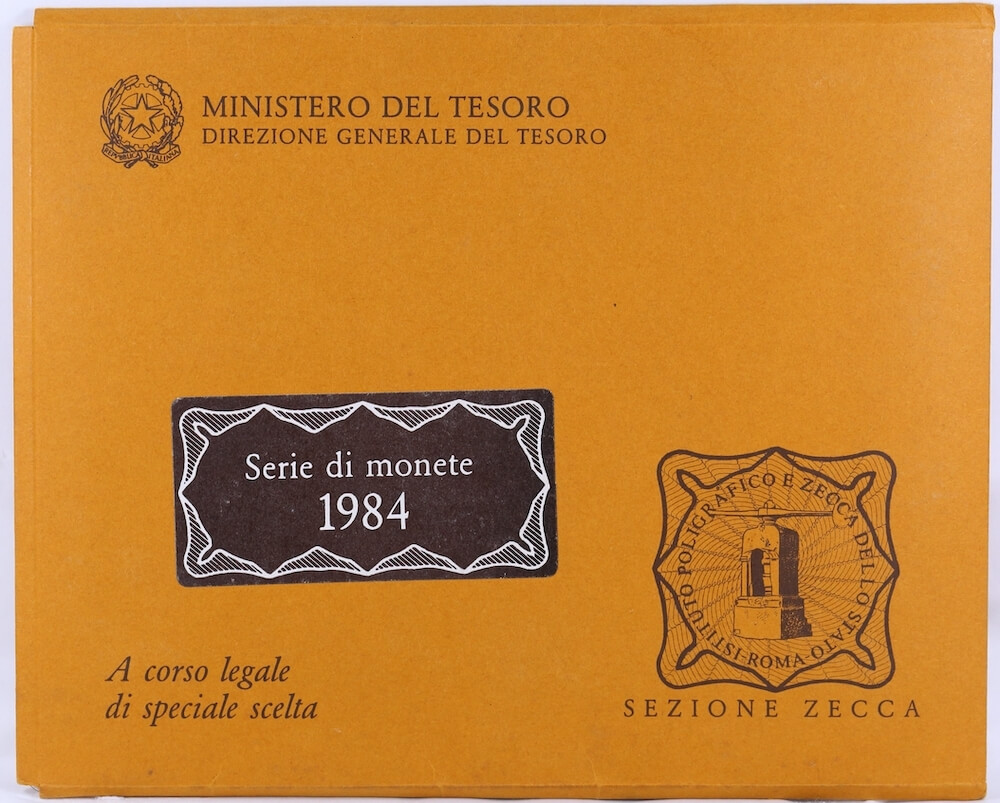 MINISTERO DEL TESORO
DIREZIONE GENERALE DEL TESORO
REPVBBLICA ITALIANA
Serie di monete
1984
A corso legale
di speciale scelta
ISTITUTO POLIGRAFICO E ZECCA DELLO STATO-ROMA-
SEZIONE ZECCA